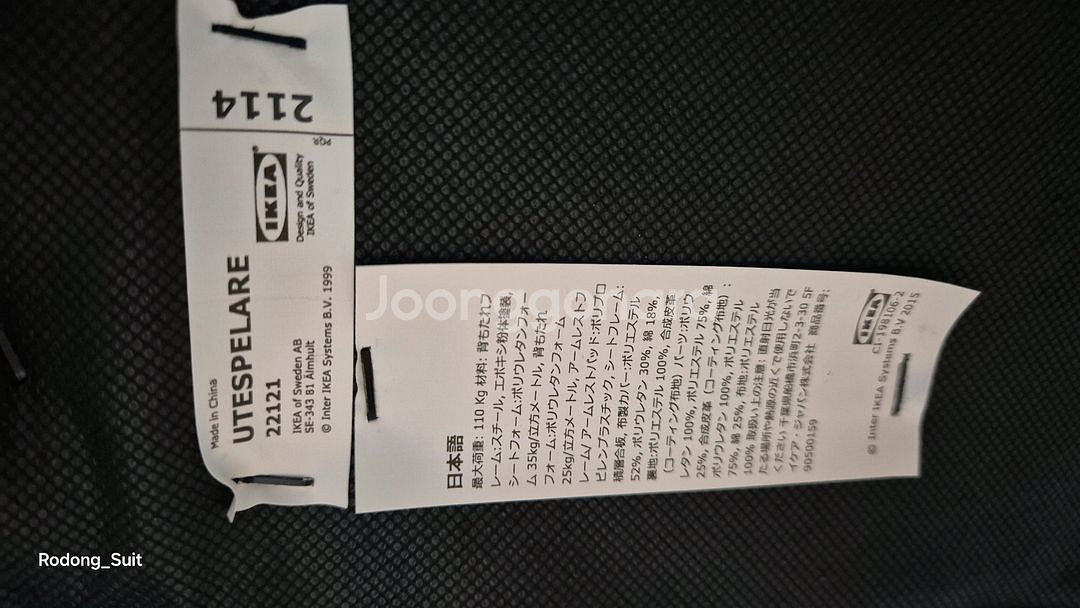 2114
Made in China
UTESPELARE
22121
IKEA of Sweden AB
SE-343 81 Älmhult
© Inter IKEA Systems B.V. 1999
IKEA
Design and Quality
IKEA of Sweden
日本語
最大荷重: 110 Kg 材料: 背もたれフ
レーム:スチール, エポキシ粉体塗装,
シートフォーム:ポリウレタンフォー
ム 35kg/立方メートル, 背もたれ
フォーム:ポリウレタンフォーム
25kg/立方メートル, アームレストフ
レーム/ アームレストパッド:ポリプロ
ピレンプラスチック, シートフレーム:
積層合板, 布製カバー:ポリエステル
52%, ポリウレタン 30%, 綿 18%,
裏地:ポリエステル 100%, 合成皮革
（コーティング布地）パーツ:ポリウ
レタン 100%, ポリエステル 75%, 綿
25%, 合成皮革（コーティング布地）:
ポリウレタン 100%, ポリエステル
75%, 綿 25%, 布地:ポリエステル
100% 取扱い上の注意: 直射日光が当
たる場所や熱源の近くで使用しないで
ください 千葉県船橋市浜町2-3-30 5F
イケア・ジャパン株式会社 商品番号:
90500159
IKEA
CI-198106-2
© Inter IKEA Systems B.V 2015
Joonggonara
Rodong_Suit